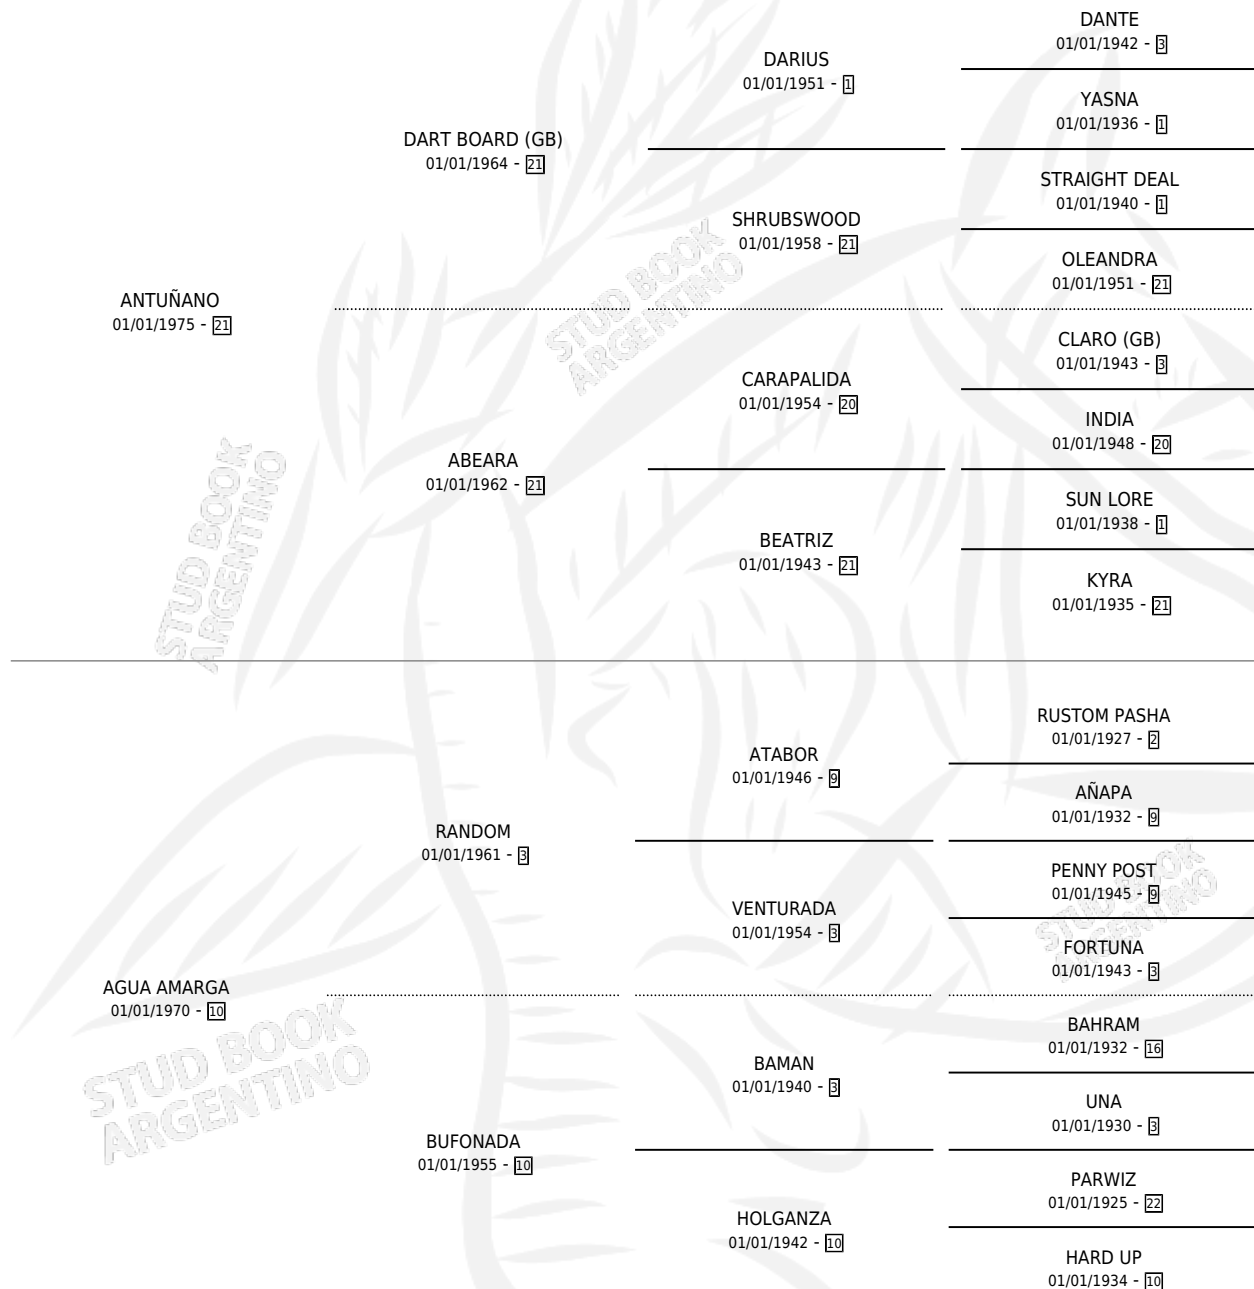 DANTE
01/01/1942 - 3
DARIUS
01/01/1951 - 1
YASNA
01/01/1936 - 1
DART BOARD (GB)
01/01/1964 - 21
STRAIGHT DEAL
01/01/1940 - 1
SHRUBSWOOD
01/01/1958 - 21
OLEANDRA
01/01/1951 - 21
ANTUÑANO
01/01/1975 - 21
CLARO (GB)
01/01/1943 - 3
CARAPALIDA
01/01/1954 - 20
INDIA
01/01/1948 - 20
ABEARA
01/01/1962 - 21
SUN LORE
01/01/1938 - 1
BEATRIZ
01/01/1943 - 21
KYRA
01/01/1935 - 21
RUSTOM PASHA
01/01/1927 - 2
ATABOR
01/01/1946 - 9
AÑAPA
01/01/1932 - 9
RANDOM
01/01/1961 - 3
PENNY POST
01/01/1945 - 9
VENTURADA
01/01/1954 - 3
FORTUNA
01/01/1943 - 3
AGUA AMARGA
01/01/1970 - 10
BAHRAM
01/01/1932 - 16
BAMAN
01/01/1940 - 3
UNA
01/01/1930 - 3
BUFONADA
01/01/1955 - 10
PARWIZ
01/01/1925 - 22
HOLGANZA
01/01/1942 - 10
HARD UP
01/01/1934 - 10
STUD BOOK
ARGENTINO
STUD BOOK
ARGENTINO
STUD BOOK
ARGENTINO
STUD BOOK
ARGENTINO